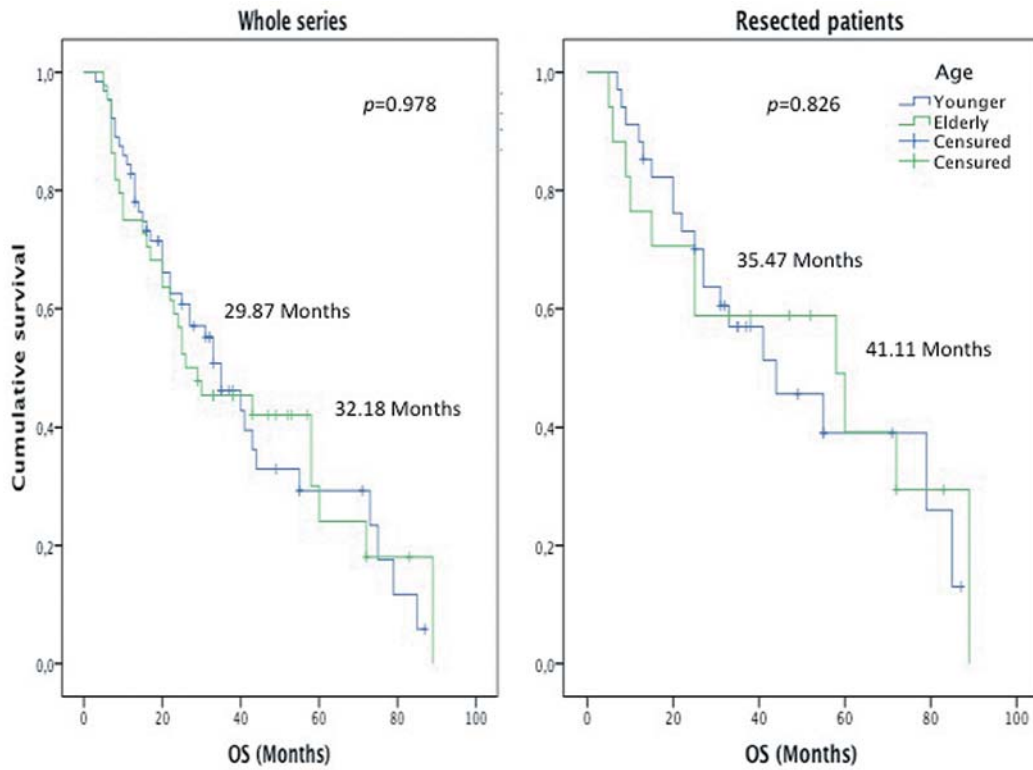 Whole series
Resected patients
Cumulative survival
1,0
0,8
0,6
0,4
0,2
0,0
p=0.978
29.87 Months
32.18 Months
0 20 40 60 80 100
OS (Months)
1,0
0,8
0,6
0,4
0,2
0,0
p=0.826
Age
Younger
Elderly
Censured
Censured
35.47 Months
41.11 Months
0 20 40 60 80 100
OS (Months)